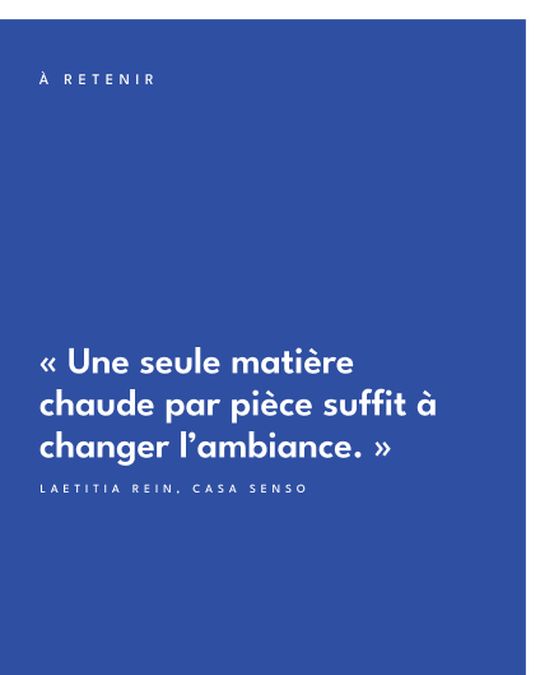 À RETENIR
« Une seule matière
chaude par pièce suffit à
changer l’ambiance. »
LAETITIA REIN, CASA SENSO